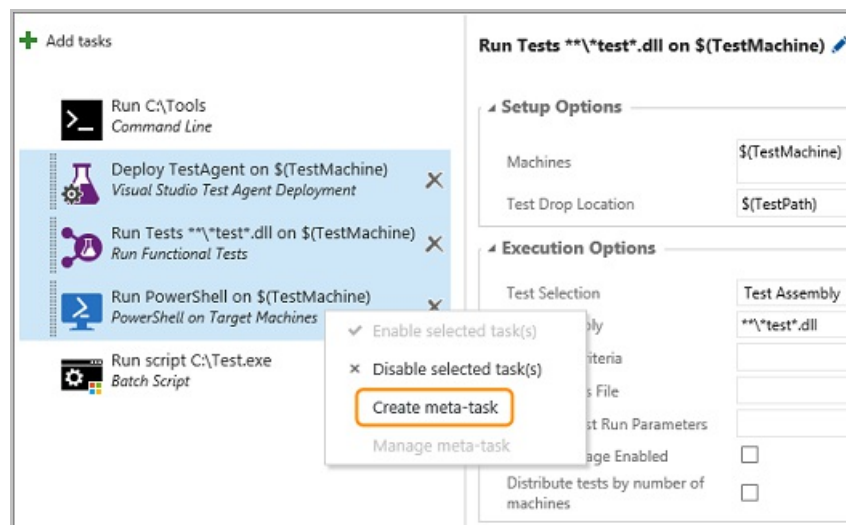 Add tasks
Run C:\Tools
Command Line
Deploy TestAgent on $(TestMachine)
Visual Studio Test Agent Deployment
Run Tests **\*test*.dll on $(TestMachine)
Run Functional Tests
Run PowerShell on $(TestMachine)
PowerShell on Target Machines
Run script C:\Test.exe
Batch Script
Enable selected task(s)
Disable selected task(s)
Create meta-task
Manage meta-task
Run Tests **\*test*.dll on $(TestMachine)
Setup Options
Machines
$(TestMachine)
Test Drop Location
$(TestPath)
Execution Options
Test Selection
Test Assembly
**\*test*.dll
File
Run Parameters
Enabled
Distribute tests by number of
machines